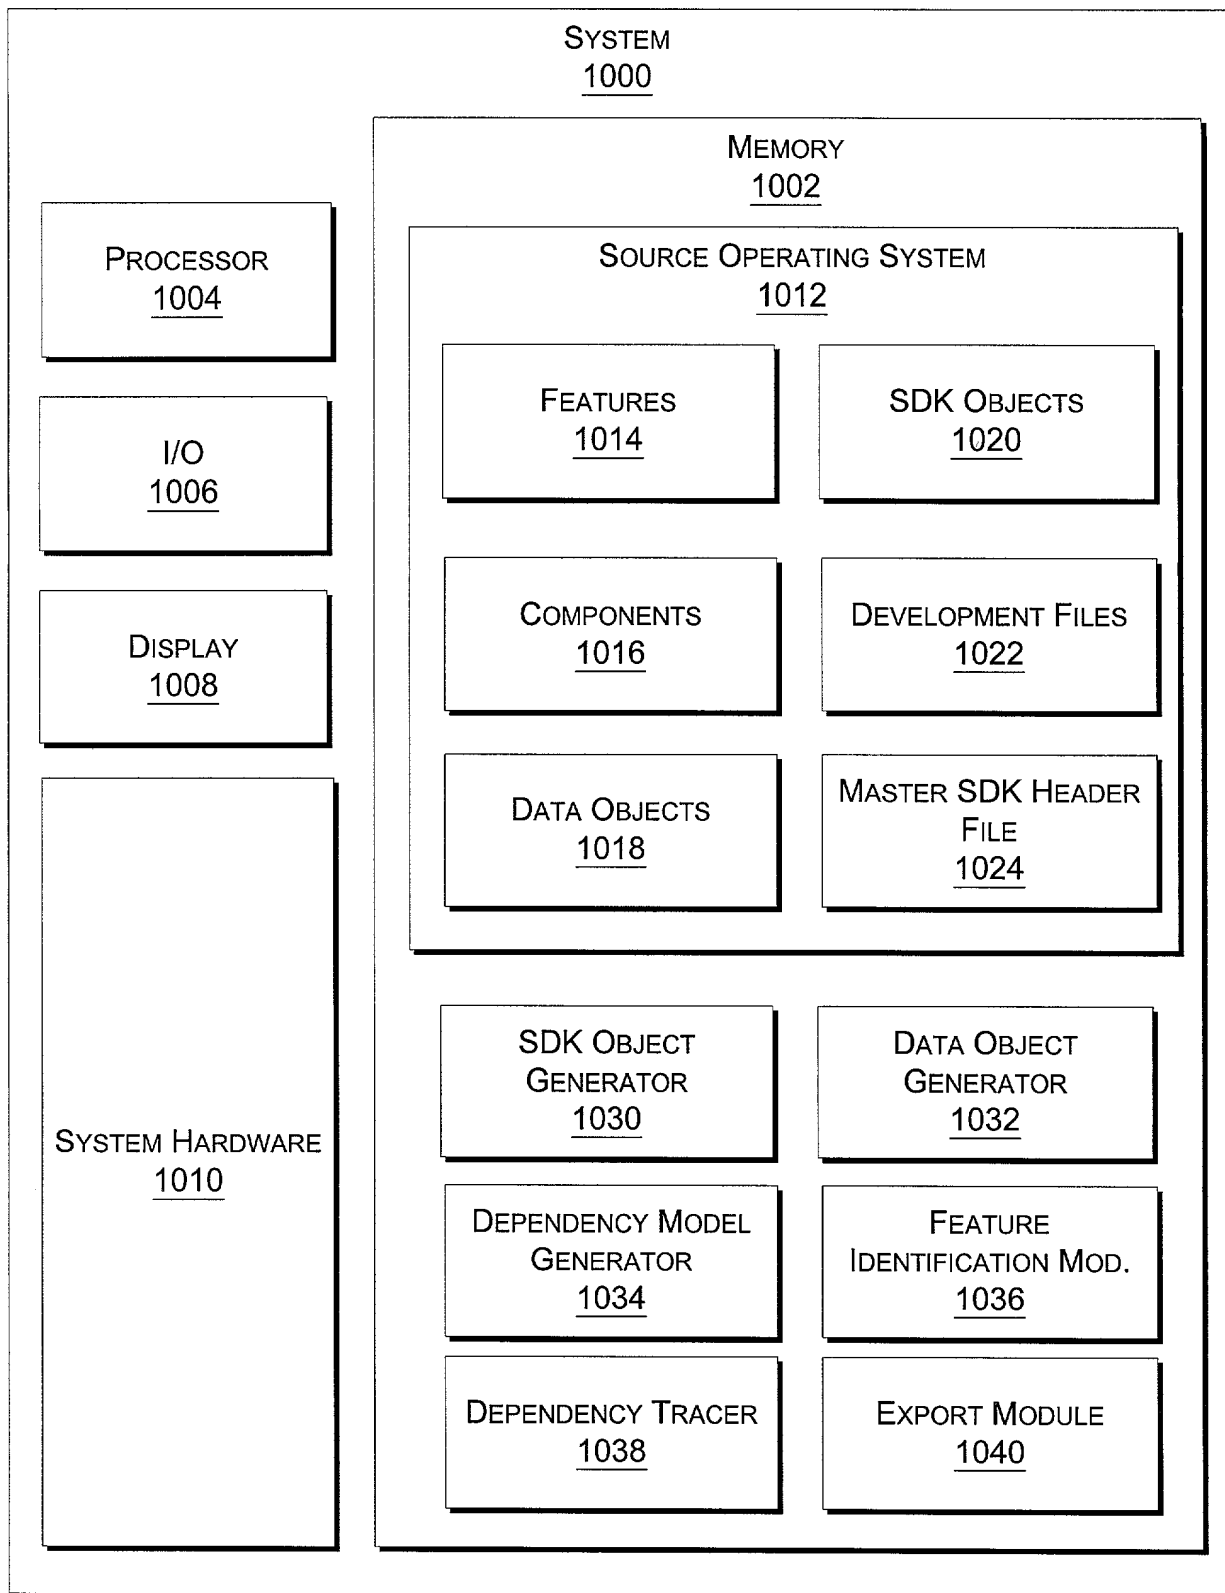 SYSTEM
1000
MEMORY
1002
PROCESSOR
1004
I/O
1006
DISPLAY
1008
SYSTEM HARDWARE
1010
SOURCE OPERATING SYSTEM
1012
FEATURES
1014
SDK OBJECTS
1020
COMPONENTS
1016
DEVELOPMENT FILES
1022
DATA OBJECTS
1018
MASTER SDK HEADER
FILE
1024
SDK OBJECT
GENERATOR
1030
DATA OBJECT
GENERATOR
1032
DEPENDENCY MODEL
GENERATOR
1034
FEATURE
IDENTIFICATION MOD.
1036
DEPENDENCY TRACER
1038
EXPORT MODULE
1040